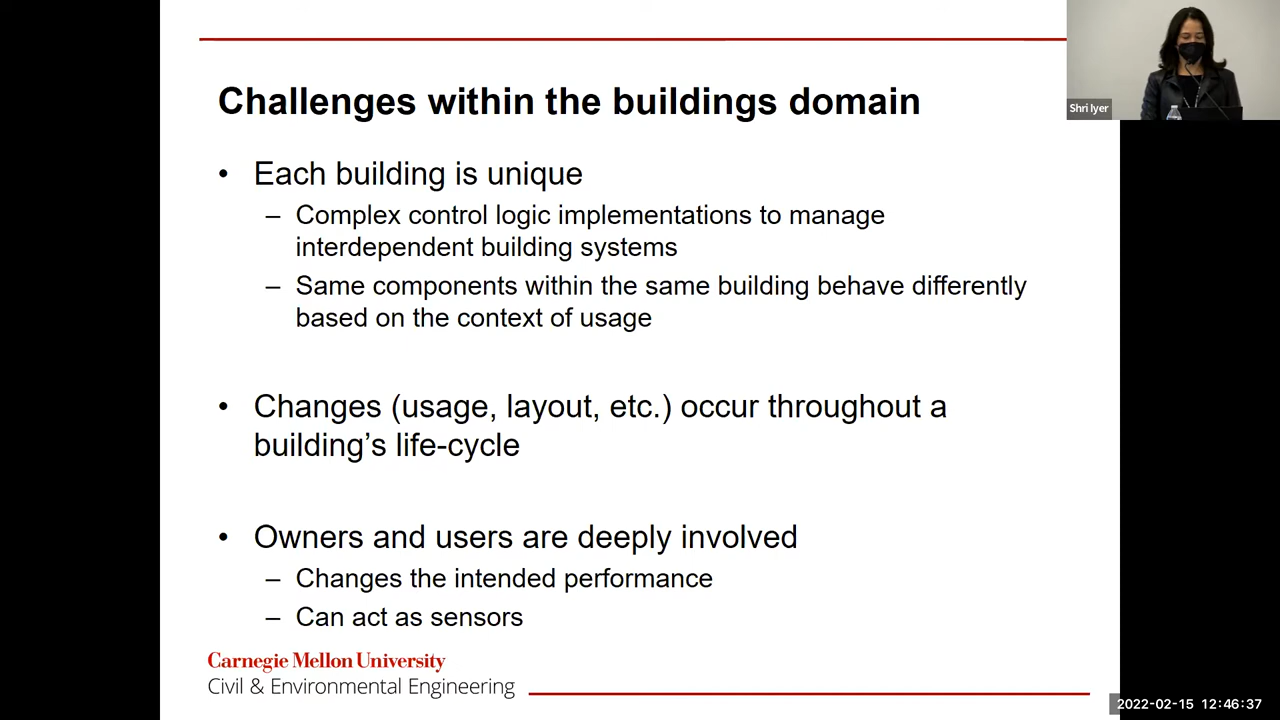 Challenges within the buildings domain
• Each building is unique
– Complex control logic implementations to manage
interdependent building systems
– Same components within the same building behave differently
based on the context of usage
• Changes (usage, layout, etc.) occur throughout a
building’s life-cycle
• Owners and users are deeply involved
– Changes the intended performance
– Can act as sensors
Carnegie Mellon University
Civil & Environmental Engineering
Shri Iyer
2022-02-15 12:46:37